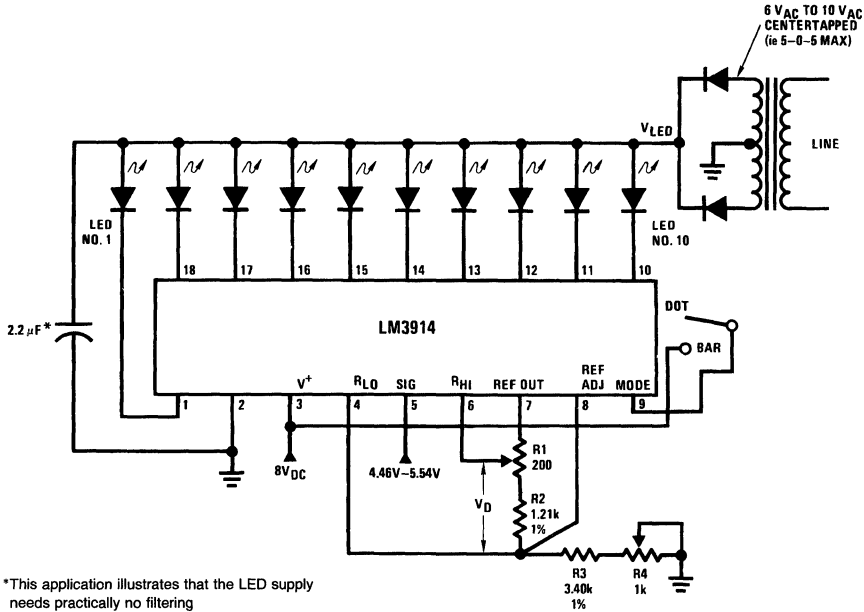 6 VAC TO 10 VAC
CENTERTAPPED
(ie 5–0–5 MAX)
VLED
LINE
LED
NO. 1
LED
NO. 10
18
17
16
15
14
13
12
11
10
2.2 μF*
LM3914
DOT
BAR
V+
RLO
SIG
RHI
REF OUT
REF
ADJ
MODE
1
2
3
4
5
6
7
8
9
8VDC
4.46V–5.54V
R1
200
VD
R2
1.21k
1%
R3
3.40k
1%
R4
1k
*This application illustrates that the LED supply
needs practically no filtering